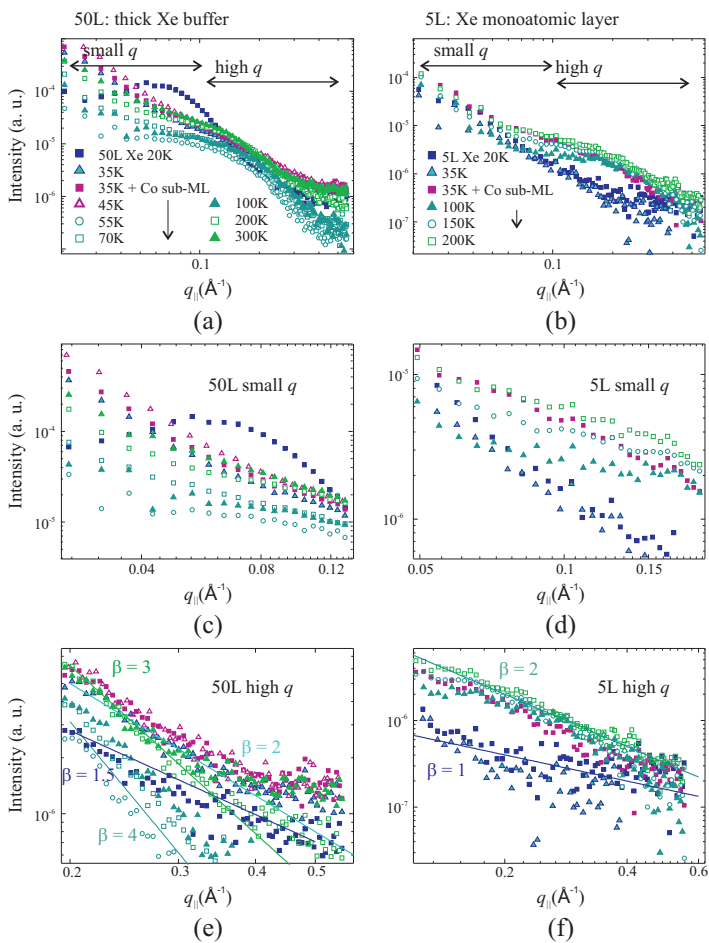 50L: thick Xe buffer
5L: Xe monoatomic layer
small q
high q
Intensity (a. u.)
10⁻⁴
10⁻⁵
10⁻⁶
50L Xe 20K
35K
35K + Co sub-ML
45K
55K
70K
100K
200K
300K
0.1
q||(Å⁻¹)
(a)
small q
high q
Intensity (a. u.)
10⁻⁴
10⁻⁵
10⁻⁶
10⁻⁷
5L Xe 20K
35K
35K + Co sub-ML
100K
150K
200K
0.1
q||(Å⁻¹)
(b)
50L small q
Intensity (a. u.)
10⁻⁴
10⁻⁵
0.04
0.08
0.12
q||(Å⁻¹)
(c)
5L small q
10⁻⁵
10⁻⁶
0.05
0.1
0.15
q||(Å⁻¹)
(d)
β = 3
50L high q
β = 2
β = 1.5
β = 4
Intensity (a. u.)
10⁻⁶
0.2
0.3
0.4
0.5
q||(Å⁻¹)
(e)
β = 2
5L high q
β = 1
10⁻⁶
10⁻⁷
0.2
0.4
0.6
q||(Å⁻¹)
(f)